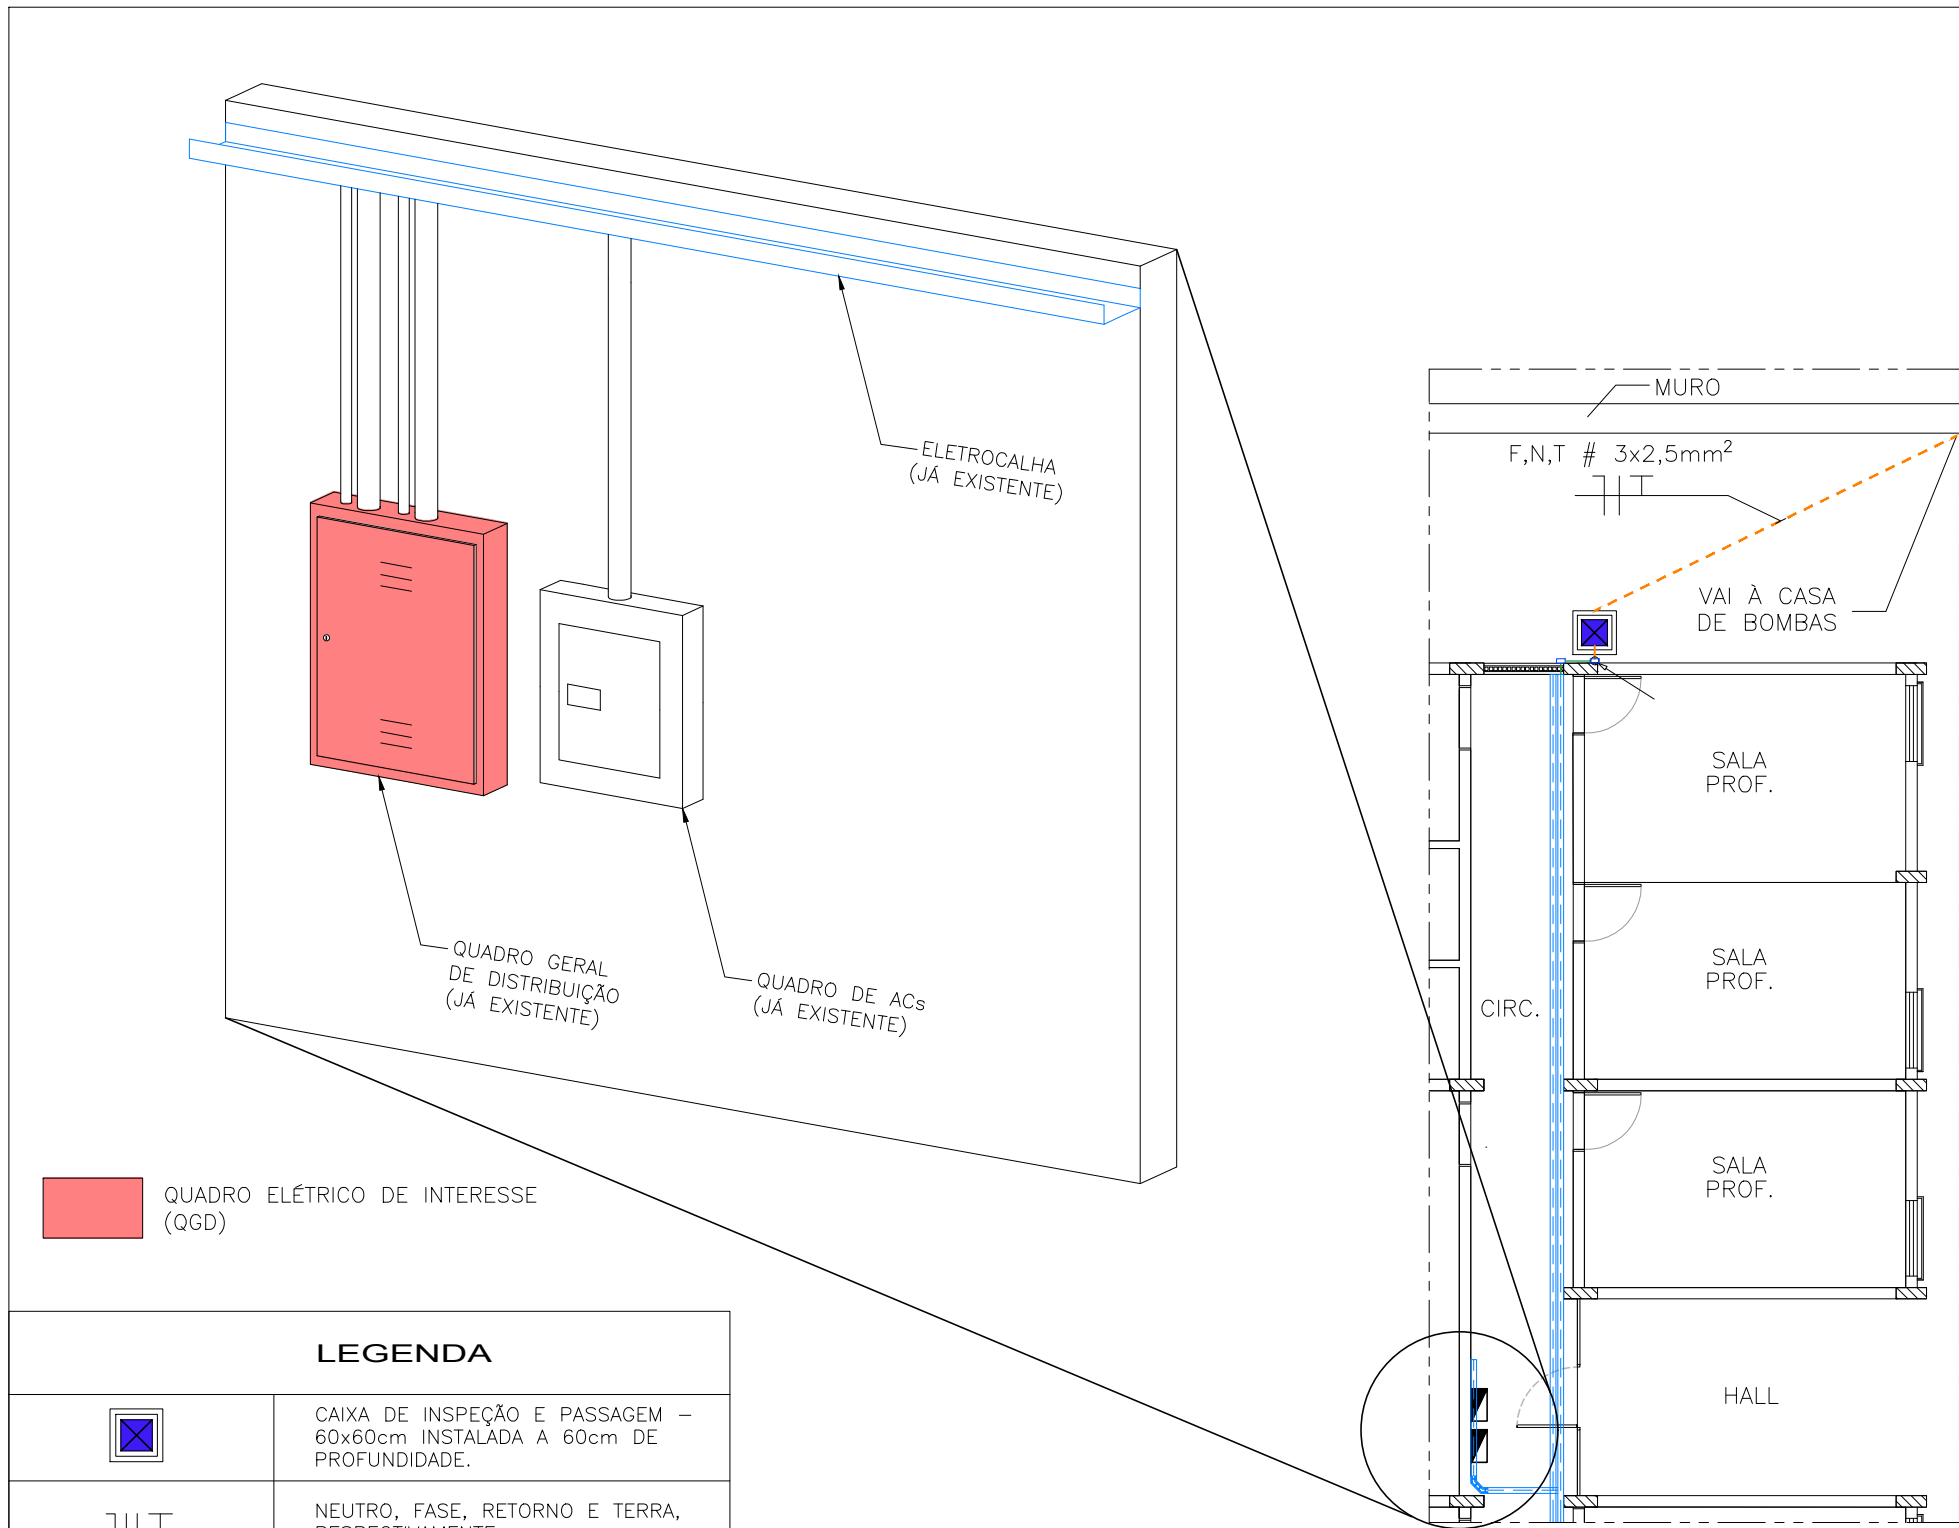 ELETROCALHA
(JÁ EXISTENTE)
MURO
F,N,T # 3x2,5mm²
VAI À CASA
DE BOMBAS
SALA
PROF.
SALA
PROF.
CIRC.
SALA
PROF.
HALL
QUADRO GERAL
DE DISTRIBUIÇÃO
(JÁ EXISTENTE)
QUADRO DE ACs
(JÁ EXISTENTE)
QUADRO ELÉTRICO DE INTERESSE
(QGD)
LEGENDA
CAIXA DE INSPEÇÃO E PASSAGEM –
60x60cm INSTALADA A 60cm DE
PROFUNDIDADE.
NEUTRO, FASE, RETORNO E TERRA,